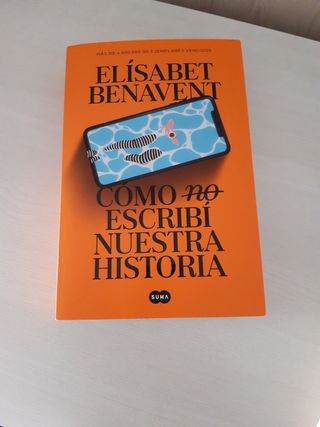 MÁS DE 4.000.000 DE EJEMPLARES VENDIDOS
ELÍSABET
BENAVENT
CÓMO no
ESCRIBÍ
NUESTRA
HISTORIA
SUMA